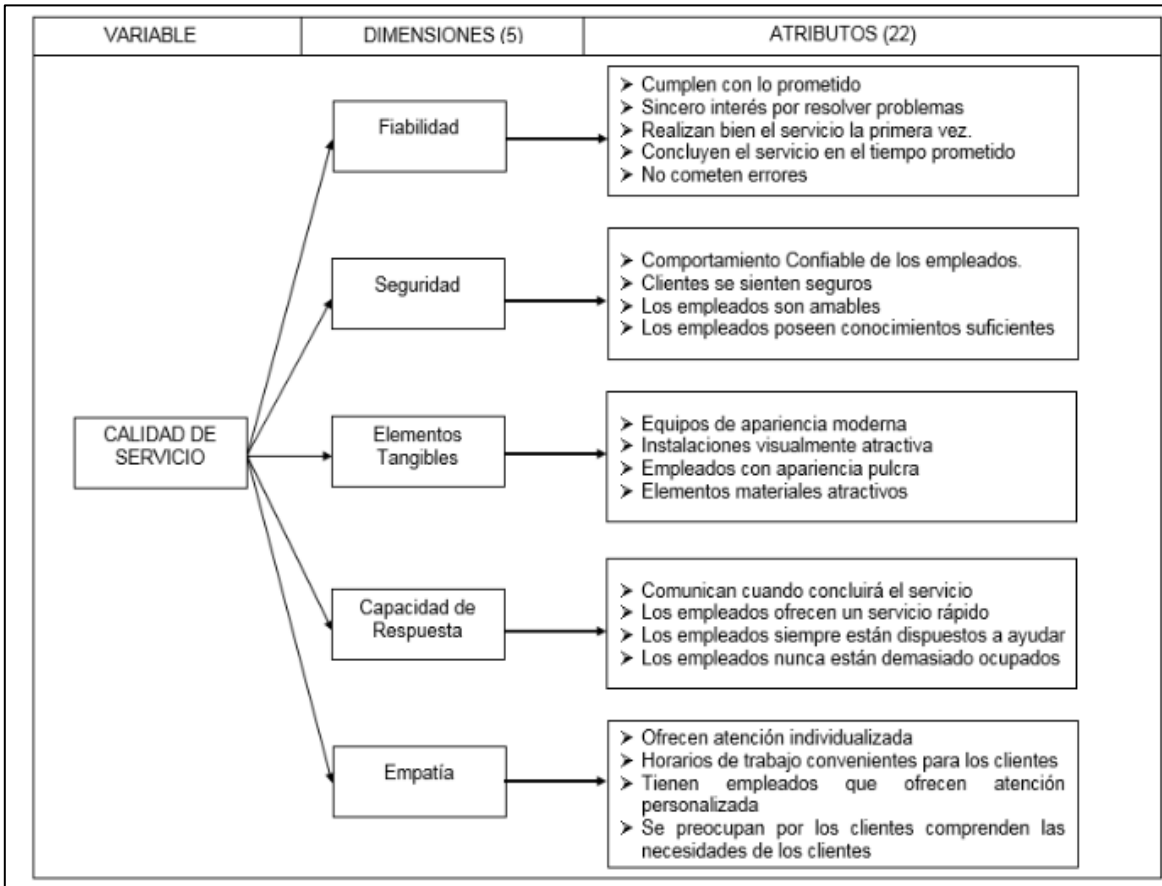 VARIABLE
DIMENSIONES (5)
ATRIBUTOS (22)
CALIDAD DE
SERVICIO
Fiabilidad
➤ Cumplen con lo prometido
➤ Sincero interés por resolver problemas
➤ Realizan bien el servicio la primera vez.
➤ Concluyen el servicio en el tiempo prometido
➤ No cometen errores
Seguridad
➤ Comportamiento Confiable de los empleados.
➤ Clientes se sienten seguros
➤ Los empleados son amables
➤ Los empleados poseen conocimientos suficientes
Elementos
Tangibles
➤ Equipos de apariencia moderna
➤ Instalaciones visualmente atractiva
➤ Empleados con apariencia pulcra
➤ Elementos materiales atractivos
Capacidad de
Respuesta
➤ Comunican cuando concluirá el servicio
➤ Los empleados ofrecen un servicio rápido
➤ Los empleados siempre están dispuestos a ayudar
➤ Los empleados nunca están demasiado ocupados
Empatía
➤ Ofrecen atención individualizada
➤ Horarios de trabajo convenientes para los clientes
➤ Tienen empleados que ofrecen atención
personalizada
➤ Se preocupan por los clientes comprenden las
necesidades de los clientes